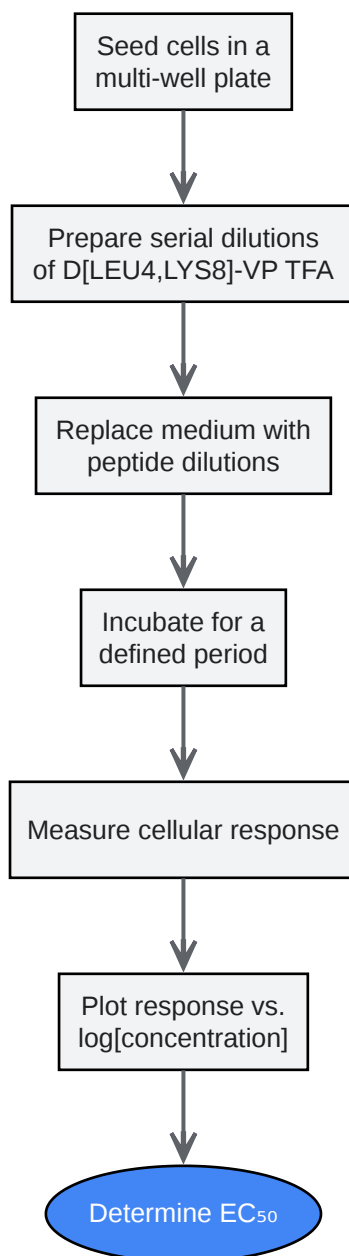 Seed cells in a
multi-well plate
Prepare serial dilutions
of D[LEU4,LYS8]-VP TFA
Replace medium with
peptide dilutions
Incubate for a
defined period
Measure cellular response
Plot response vs.
log[concentration]
Determine EC₅₀